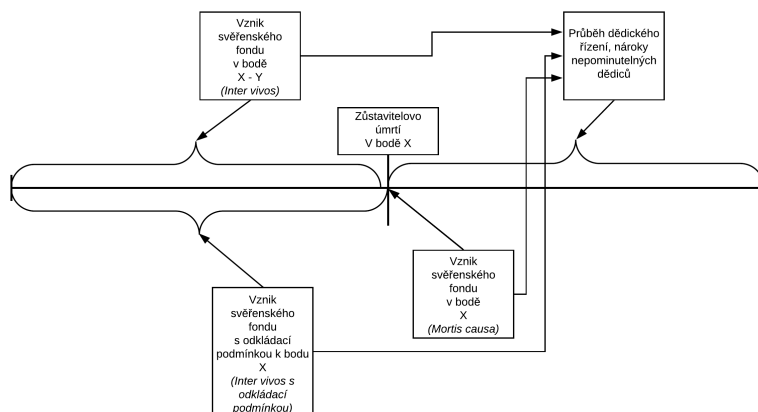 Vznik
svěřenského
fondu
v bodě
X - Y
(Inter vivos)
Průběh dědického
řízení, nároky
nepominutelných
dědiců
Zůstavitelovo
úmrtí
V bodě X
Vznik
svěřenského
fondu
v bodě
X
(Mortis causa)
Vznik
svěřenského
fondu
s odkládací
podmínkou k bodu
X
(Inter vivos s
odkládací
podmínkou)